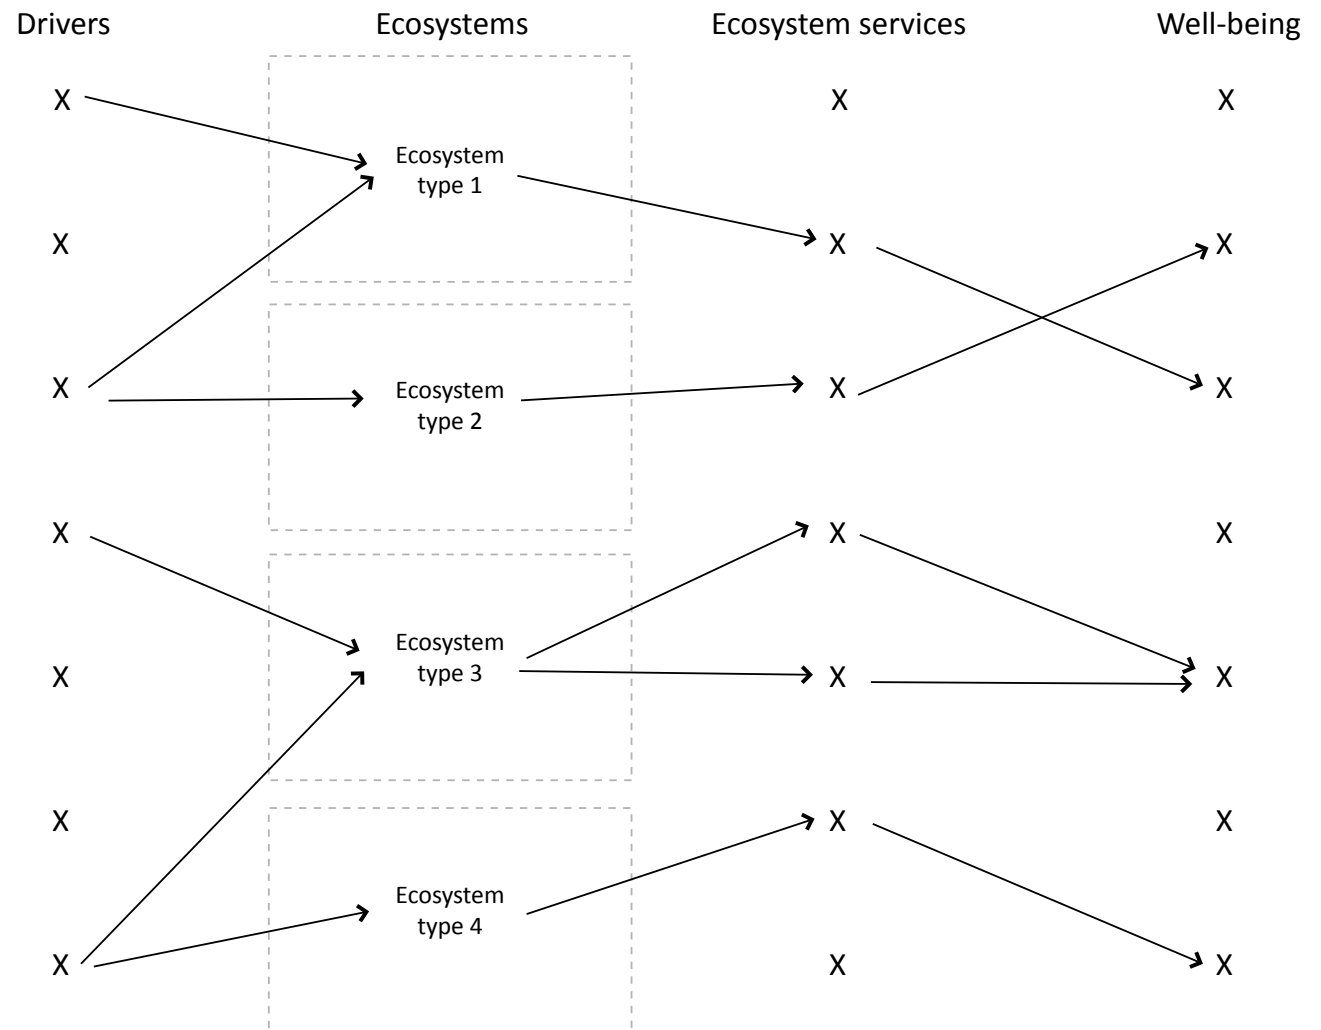 Drivers Ecosystems Ecosystem services Well-being
X X X
Ecosystem
type 1
X X X
X Ecosystem X X
type 2
X X X
Ecosystem
type 3
X X X
X X X
Ecosystem
type 4
X X X